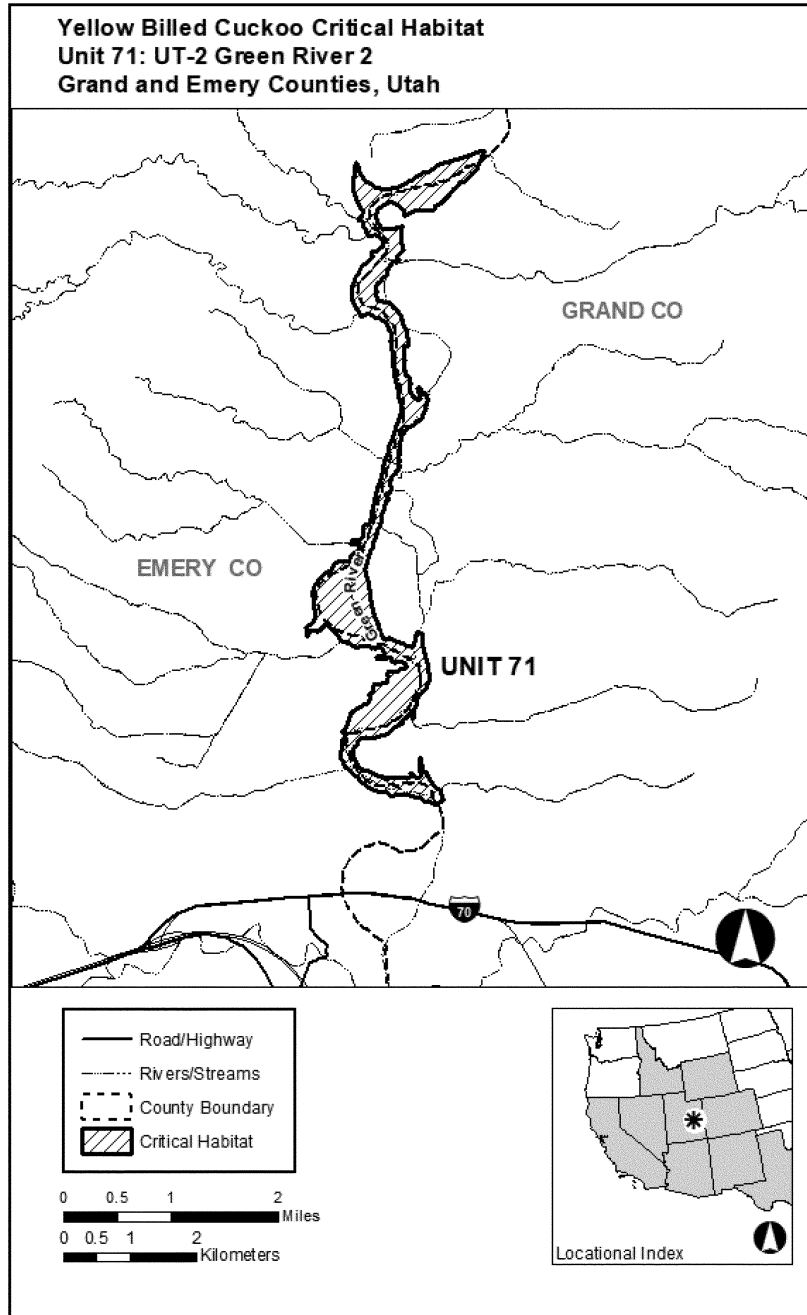 Yellow Billed Cuckoo Critical Habitat
Unit 71: UT-2 Green River 2
Grand and Emery Counties, Utah
GRAND CO
EMERY CO
Green River
UNIT 71
70
Road/Highway
Rivers/Streams
County Boundary
Critical Habitat
0 0.5 1 2
Miles
0 0.5 1 2
Kilometers
Locational Index